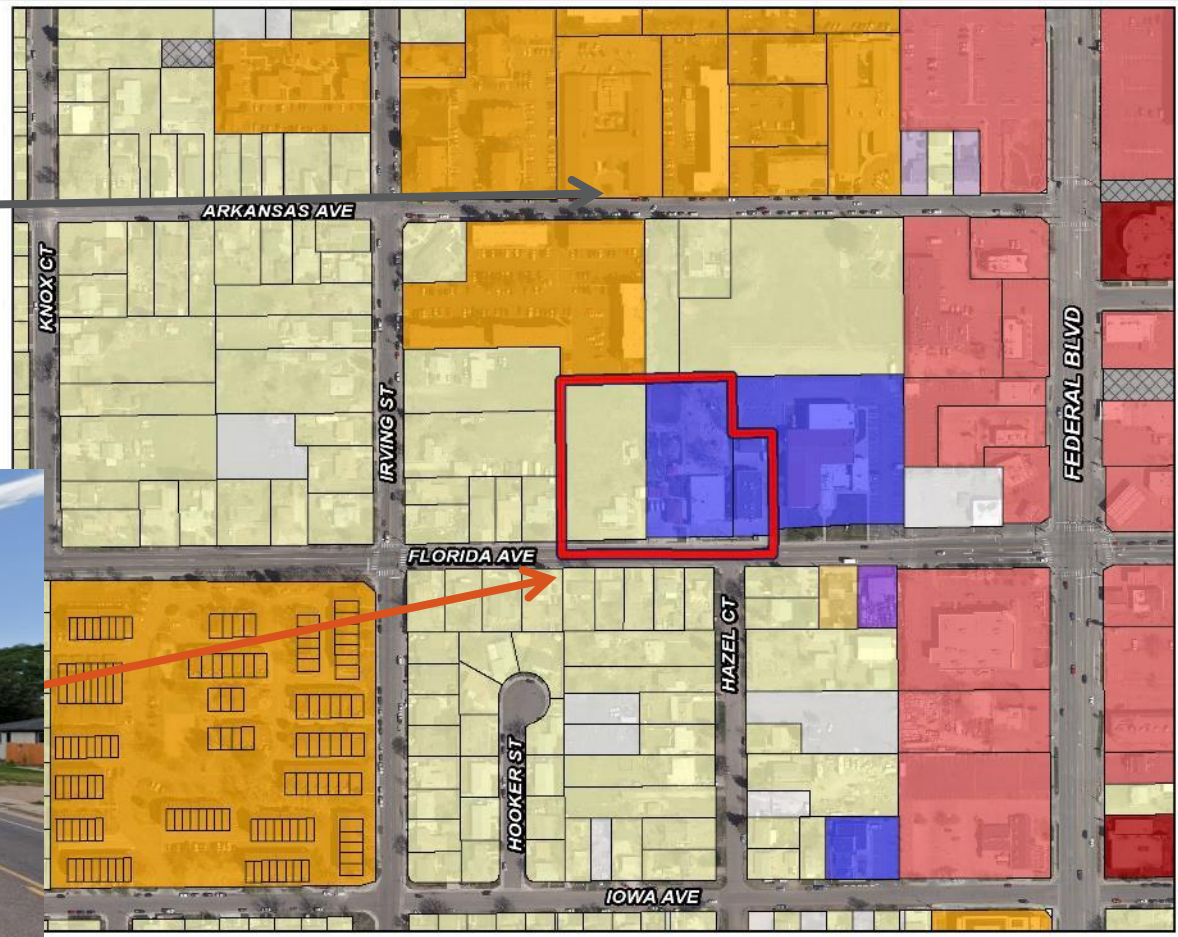 ARKANSAS AVE
KNOX CT
IRVING ST
FEDERAL BLVD
FLORIDA AVE
HAZEL CT
HOOKER ST
IOWA AVE